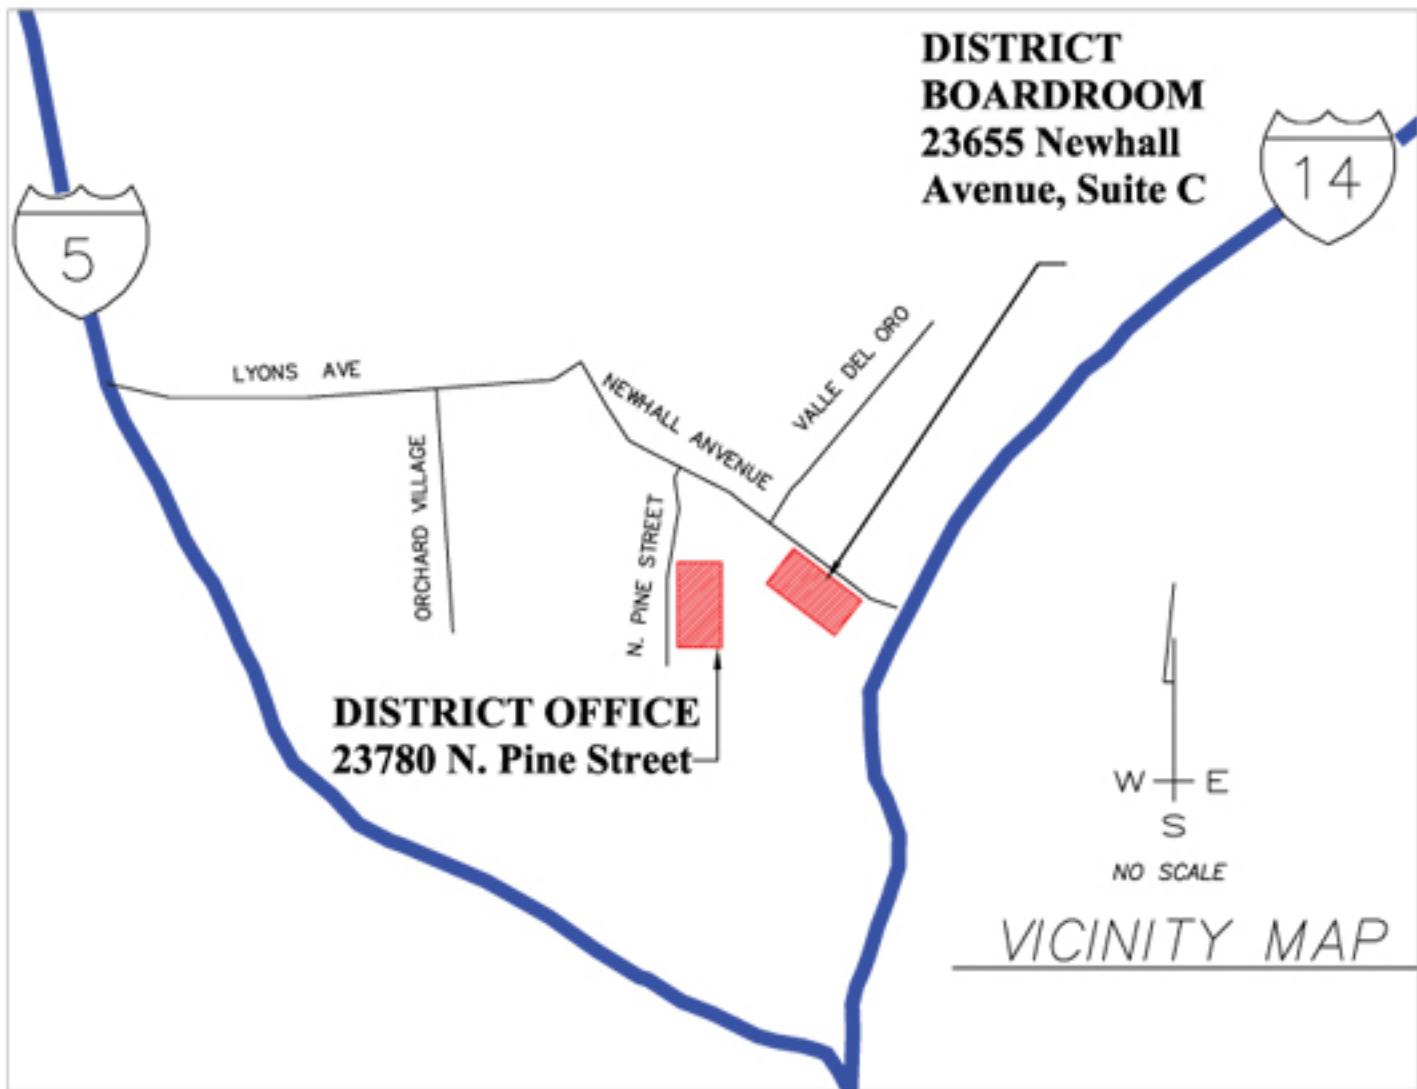 DISTRICT
BOARDROOM
23655 Newhall
Avenue, Suite C
14
5
LYONS AVE
NEWHALL ANVENUE
VALLE DEL ORO
ORCHARD VILLAGE
N. PINE STREET
DISTRICT OFFICE
23780 N. Pine Street
W E
S
NO SCALE
VICINITY MAP